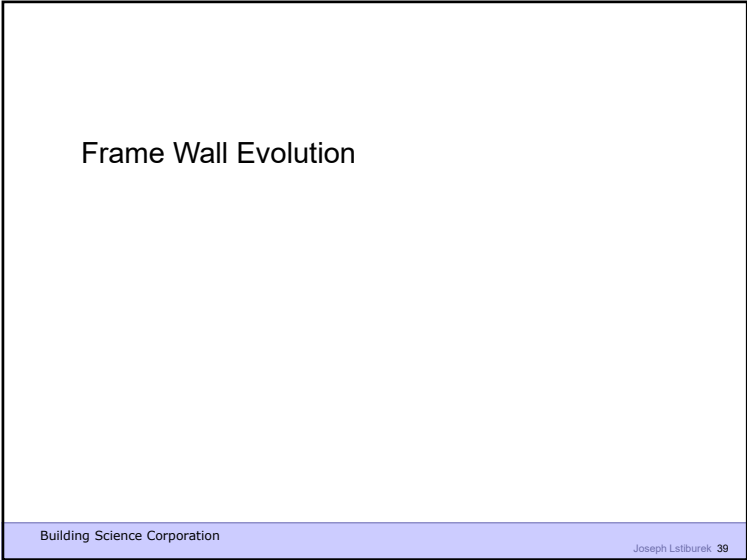 Frame Wall Evolution
Building Science Corporation
Joseph Lstiburek 39